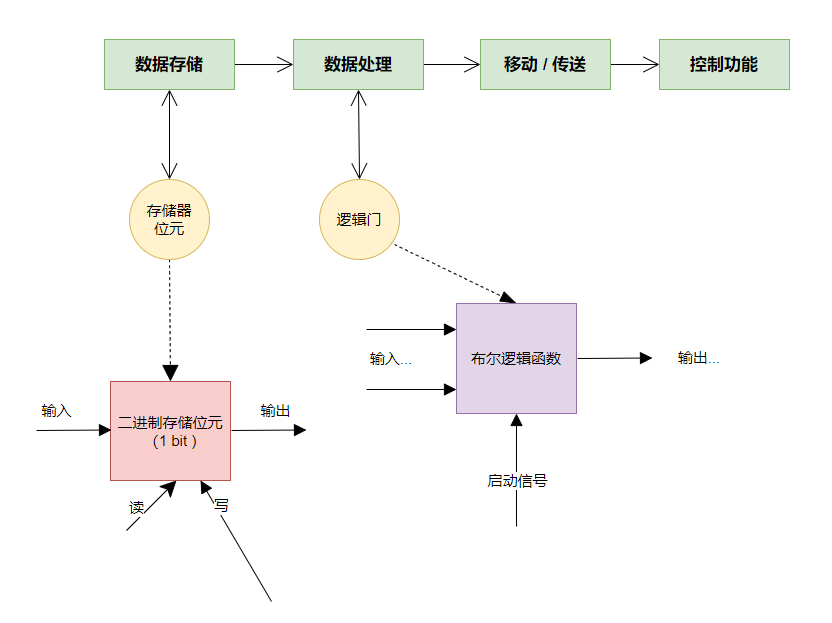 数据存储
数据处理
移动 / 传送
控制功能
存储器
位元
逻辑门
输入...
布尔逻辑函数
输出...
输入
二进制存储位元
（1 bit ）
输出
启动信号
读
写